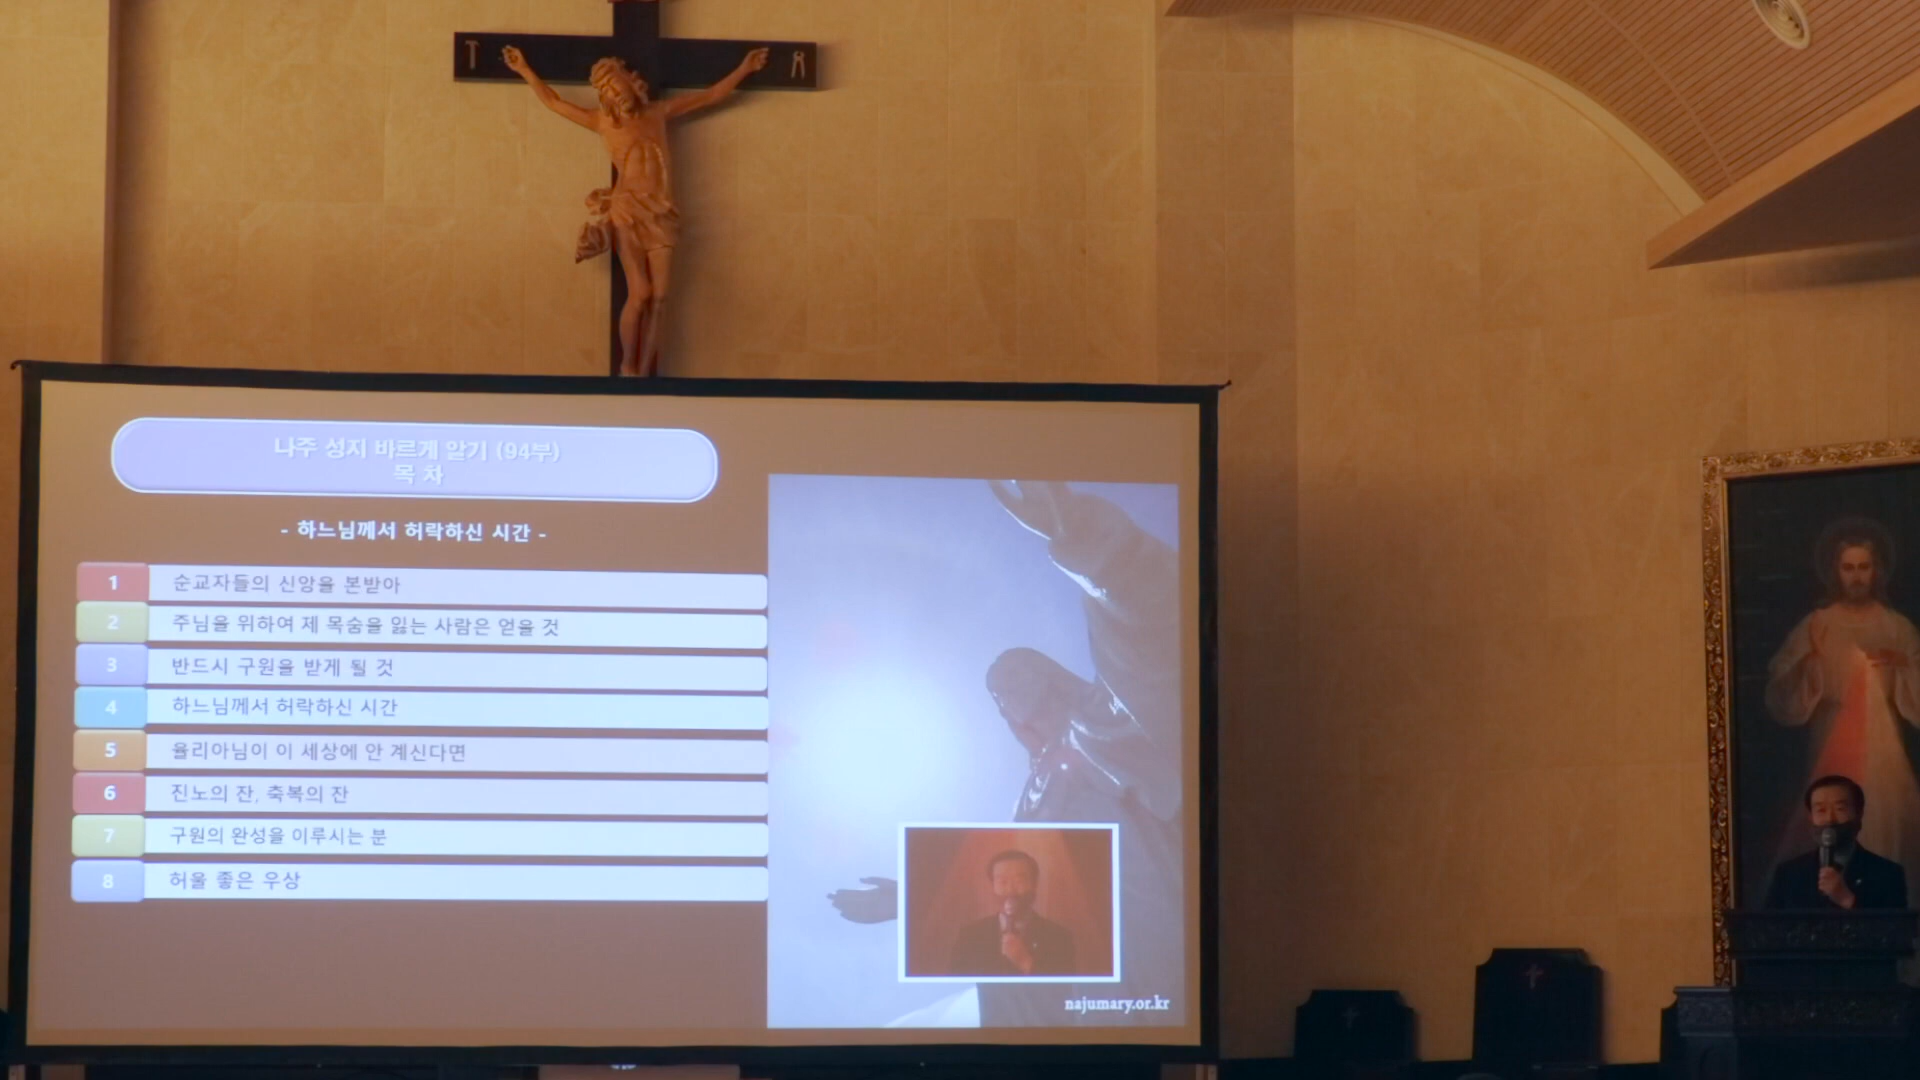 나주 성지 바르게 알기 (94부)
목 차
- 하느님께서 허락하신 시간 -
1 순교자들의 신앙을 본받아
2 주님을 위하여 제 목숨을 잃는 사람은 얻을 것
3 반드시 구원을 받게 될 것
4 하느님께서 허락하신 시간
5 율리아님이 이 세상에 안 계신다면
6 진노의 잔, 축복의 잔
7 구원의 완성을 이루시는 분
8 허울 좋은 우상
najumary.or.kr